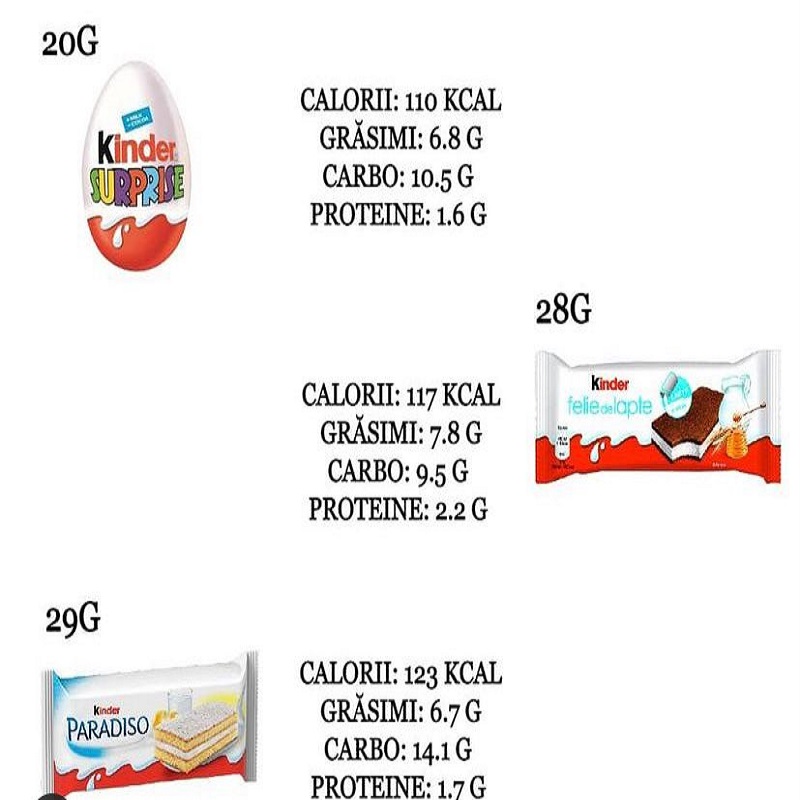 20G
Kinder
SURPRISE
CALORII: 110 KCAL
GRĂSIMI: 6.8 G
CARBO: 10.5 G
PROTEINE: 1.6 G
28G
Kinder
felie de lapte
CALORII: 117 KCAL
GRĂSIMI: 7.8 G
CARBO: 9.5 G
PROTEINE: 2.2 G
29G
Kinder
PARADISO
CALORII: 123 KCAL
GRĂSIMI: 6.7 G
CARBO: 14.1 G
PROTEINE: 1.7 G